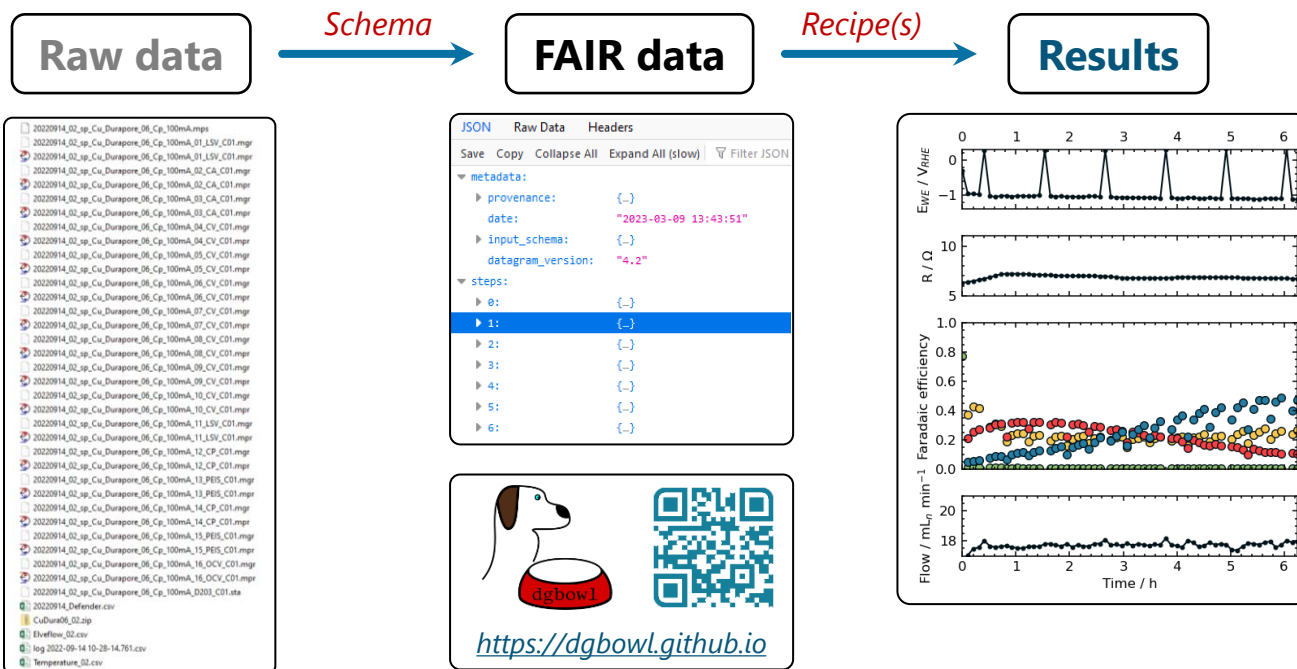 Raw data
Schema
FAIR data
Recipe(s)
Results
20220914_02_sp_Cu_Durapore_06_Cp_100mA.mps
20220914_02_sp_Cu_Durapore_06_Cp_100mA_01_LSV_C01.mgr
20220914_02_sp_Cu_Durapore_06_Cp_100mA_01_LSV_C01.mpr
20220914_02_sp_Cu_Durapore_06_Cp_100mA_02_CA_C01.mgr
20220914_02_sp_Cu_Durapore_06_Cp_100mA_02_CA_C01.mpr
20220914_02_sp_Cu_Durapore_06_Cp_100mA_03_CA_C01.mgr
20220914_02_sp_Cu_Durapore_06_Cp_100mA_03_CA_C01.mpr
20220914_02_sp_Cu_Durapore_06_Cp_100mA_04_CV_C01.mgr
20220914_02_sp_Cu_Durapore_06_Cp_100mA_04_CV_C01.mpr
20220914_02_sp_Cu_Durapore_06_Cp_100mA_05_CV_C01.mgr
20220914_02_sp_Cu_Durapore_06_Cp_100mA_05_CV_C01.mpr
20220914_02_sp_Cu_Durapore_06_Cp_100mA_06_CV_C01.mgr
20220914_02_sp_Cu_Durapore_06_Cp_100mA_06_CV_C01.mpr
20220914_02_sp_Cu_Durapore_06_Cp_100mA_07_CV_C01.mgr
20220914_02_sp_Cu_Durapore_06_Cp_100mA_07_CV_C01.mpr
20220914_02_sp_Cu_Durapore_06_Cp_100mA_08_CV_C01.mgr
20220914_02_sp_Cu_Durapore_06_Cp_100mA_08_CV_C01.mpr
20220914_02_sp_Cu_Durapore_06_Cp_100mA_09_CV_C01.mgr
20220914_02_sp_Cu_Durapore_06_Cp_100mA_09_CV_C01.mpr
20220914_02_sp_Cu_Durapore_06_Cp_100mA_10_CV_C01.mgr
20220914_02_sp_Cu_Durapore_06_Cp_100mA_10_CV_C01.mpr
20220914_02_sp_Cu_Durapore_06_Cp_100mA_11_LSV_C01.mgr
20220914_02_sp_Cu_Durapore_06_Cp_100mA_11_LSV_C01.mpr
20220914_02_sp_Cu_Durapore_06_Cp_100mA_12_CP_C01.mgr
20220914_02_sp_Cu_Durapore_06_Cp_100mA_12_CP_C01.mpr
20220914_02_sp_Cu_Durapore_06_Cp_100mA_13_PEIS_C01.mgr
20220914_02_sp_Cu_Durapore_06_Cp_100mA_13_PEIS_C01.mpr
20220914_02_sp_Cu_Durapore_06_Cp_100mA_14_CP_C01.mgr
20220914_02_sp_Cu_Durapore_06_Cp_100mA_14_CP_C01.mpr
20220914_02_sp_Cu_Durapore_06_Cp_100mA_15_PEIS_C01.mgr
20220914_02_sp_Cu_Durapore_06_Cp_100mA_15_PEIS_C01.mpr
20220914_02_sp_Cu_Durapore_06_Cp_100mA_16_OCV_C01.mgr
20220914_02_sp_Cu_Durapore_06_Cp_100mA_16_OCV_C01.mpr
20220914_02_sp_Cu_Durapore_06_Cp_100mA_D203_C01.sta
20220914_Defender.csv
CuDura06_02.zip
Elveflow_02.csv
log 2022-09-14 10-28-14.761.csv
Temperature_02.csv
JSON Raw Data Headers
Save Copy Collapse All Expand All (slow) Filter JSON
metadata:
provenance: {…}
date: "2023-03-09 13:43:51"
input_schema: {…}
datagram_version: "4.2"
steps:
0: {…}
1: {…}
2: {…}
3: {…}
4: {…}
5: {…}
6: {…}
dgbowl
https://dgbowl.github.io
0 1 2 3 4 5 6
0
−1
E_WE / V_RHE
10
5
R / Ω
1.0
0.8
0.6
0.4
0.2
0.0
Faradaic efficiency
20
18
Flow / mLₙ min⁻¹
0 1 2 3 4 5 6
Time / h